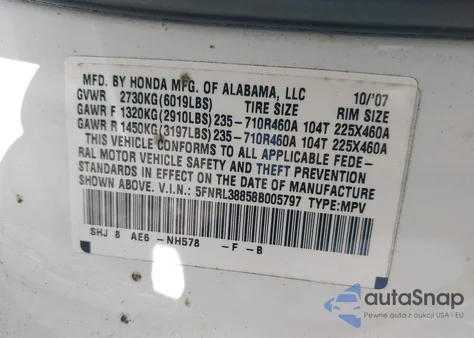 MFD. BY HONDA MFG. OF ALABAMA, LLC 10/'07
GVWR 2730KG(6019LBS) TIRE SIZE RIM SIZE
GAWR F 1320KG(2910LBS) 235-710R460A 104T 225X460A
GAWR R 1450KG(3197LBS) 235-710R460A 104T 225X460A
THIS VEHICLE CONFORMS TO ALL APPLICABLE FEDE-
RAL MOTOR VEHICLE SAFETY AND THEFT PREVENTION
STANDARDS IN EFFECT ON THE DATE OF MANUFACTURE
SHOWN ABOVE. V.I.N.: 5FNRL38858B005797 TYPE:MPV
SHJ 8 AE6 -NH578 -F -B
autoSnap
Pewne auto z aukcji USA i EU